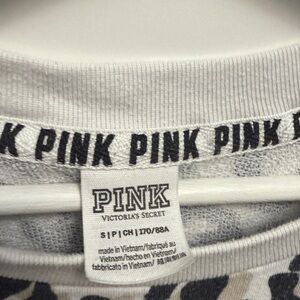 K PINK PINK PINK P
PINK
VICTORIA'S SECRET
S|P|CH|170/88A
made in Vietnam/fabriqué au
Vietnam/hecho en Vietnam/
fabbricato in Vietnam/